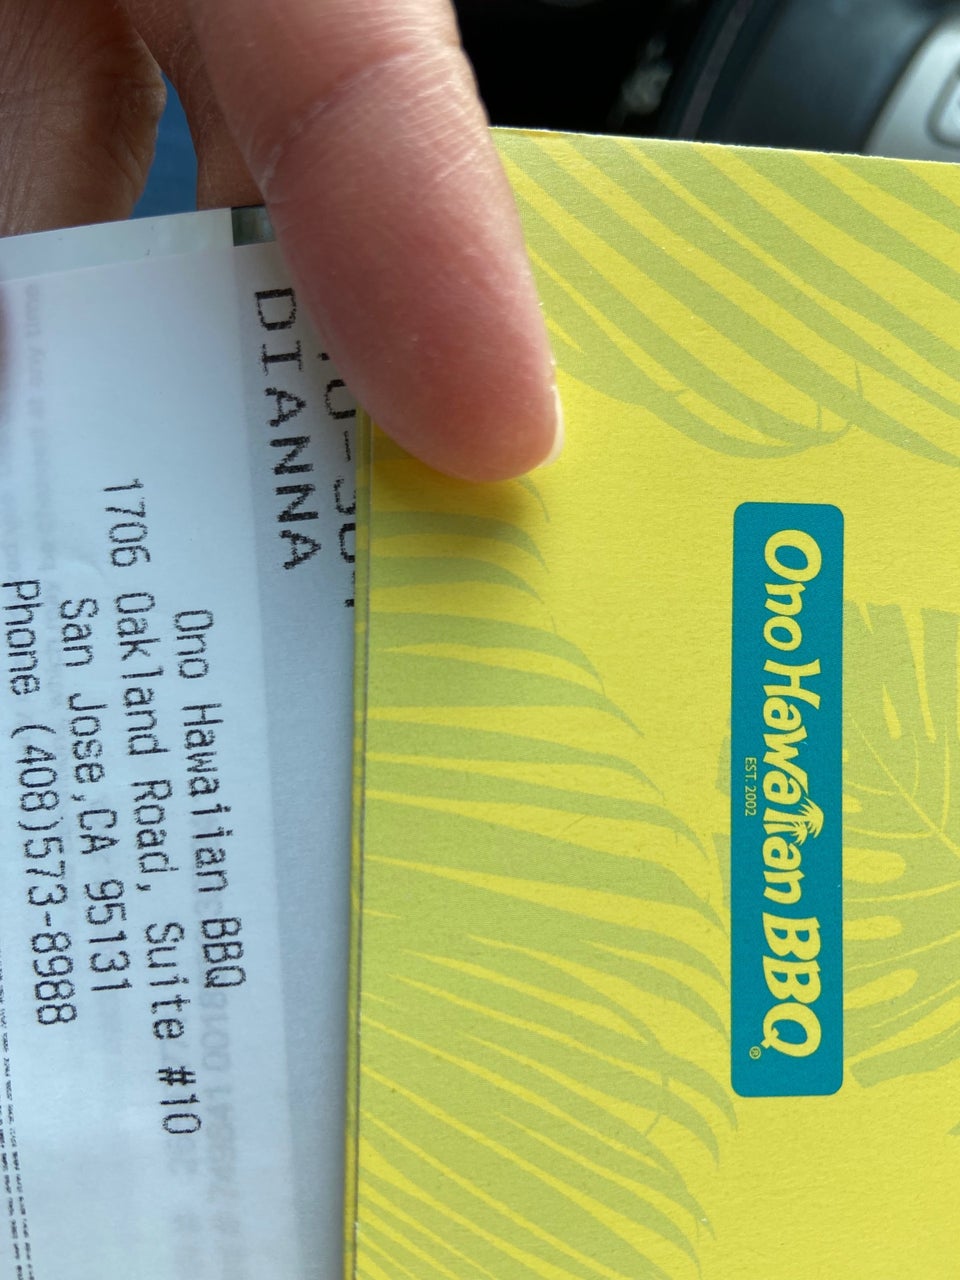 DIANNA
Ono Hawaiian BBQ
1706 Oakland Road, Suite #10
San Jose,CA 95131
Phone (408)573-8988
Ono Hawaiian BBQ®
EST. 2002